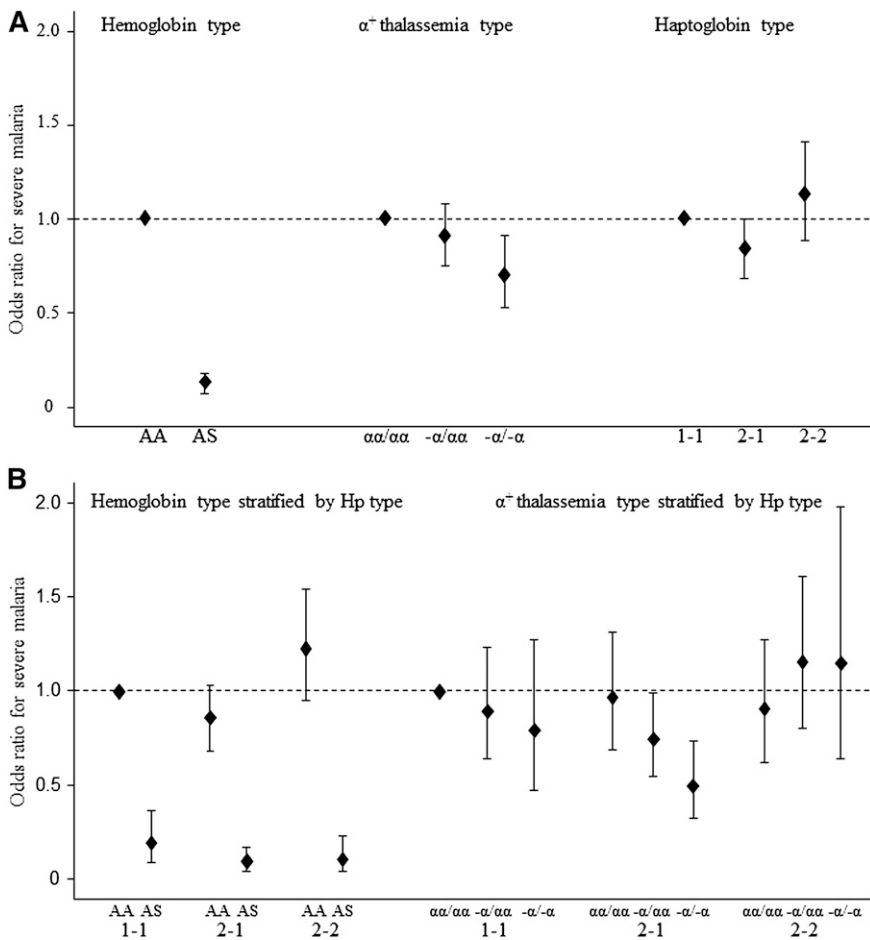 A
Hemoglobin type
α+ thalassemia type
Haptoglobin type
Odds ratio for severe malaria
2.0
1.5
1.0
0.5
0
AA AS
αα/αα -α/αα -α/-α
1-1 2-1 2-2
B
Hemoglobin type stratified by Hp type
α+ thalassemia type stratified by Hp type
Odds ratio for severe malaria
2.0
1.5
1.0
0.5
0
AA AS AA AS AA AS
1-1 2-1 2-2
αα/αα -α/αα -α/-α αα/αα -α/αα -α/-α αα/αα -α/αα -α/-α
1-1 2-1 2-2